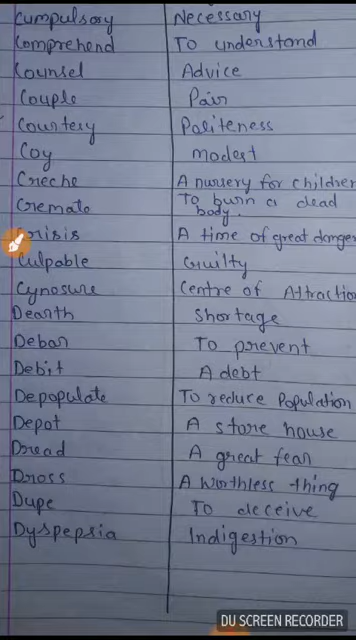 Cumpulsory Necessary
Comprehend To understand
Counsel Advice
Couple Pair
Courtesy Politeness
Coy modest
Creche A nursery for children
Cremate To burn a dead
body.
Crisis A time of great danger
Culpable Guilty
Cynosure Centre of Attraction
Dearth Shortage
Debar To prevent
Debit A debt
Depopulate To reduce Population
Depot A store house
Dread A great fear
Dross A worthless thing
Dupe To deceive
Dyspepsia Indigestion
DU SCREEN RECORDER